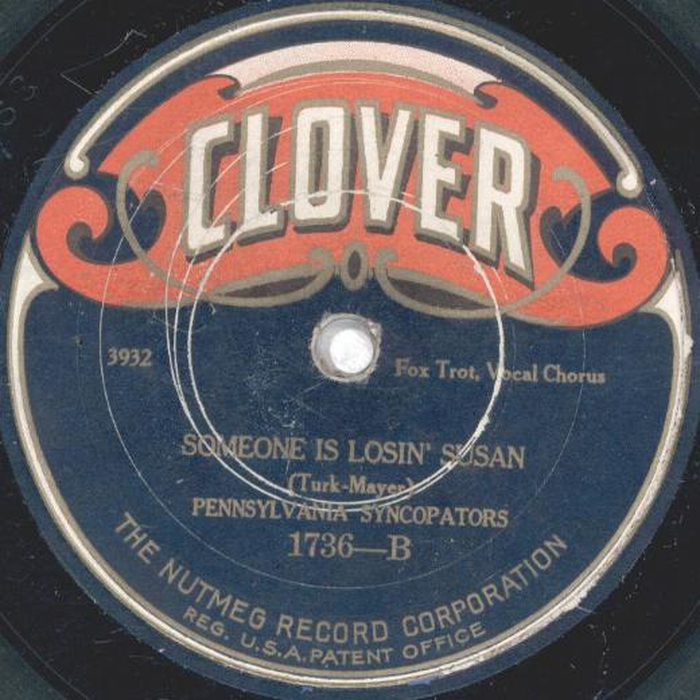 CLOVER
3932
Fox Trot, Vocal Chorus
SOMEONE IS LOSIN' SUSAN
(Turk-Mayer)
PENNSYLVANIA SYNCOPATORS
1736—B
THE NUTMEG RECORD CORPORATION
REG. U.S.A. PATENT OFFICE